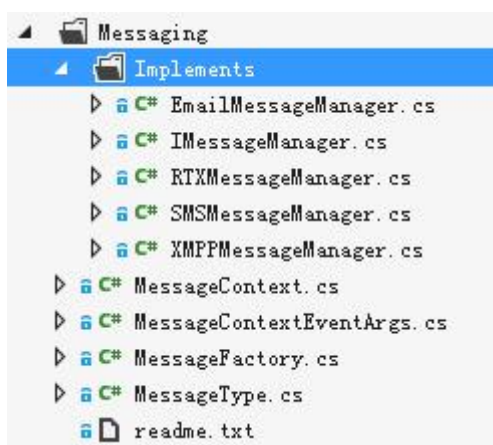 Messaging
Implements
C# EmailMessageManager.cs
C# IMessageManager.cs
C# RTXMessageManager.cs
C# SMSMessageManager.cs
C# XMPPMessageManager.cs
C# MessageContext.cs
C# MessageContextEventArgs.cs
C# MessageFactory.cs
C# MessageType.cs
readme.txt